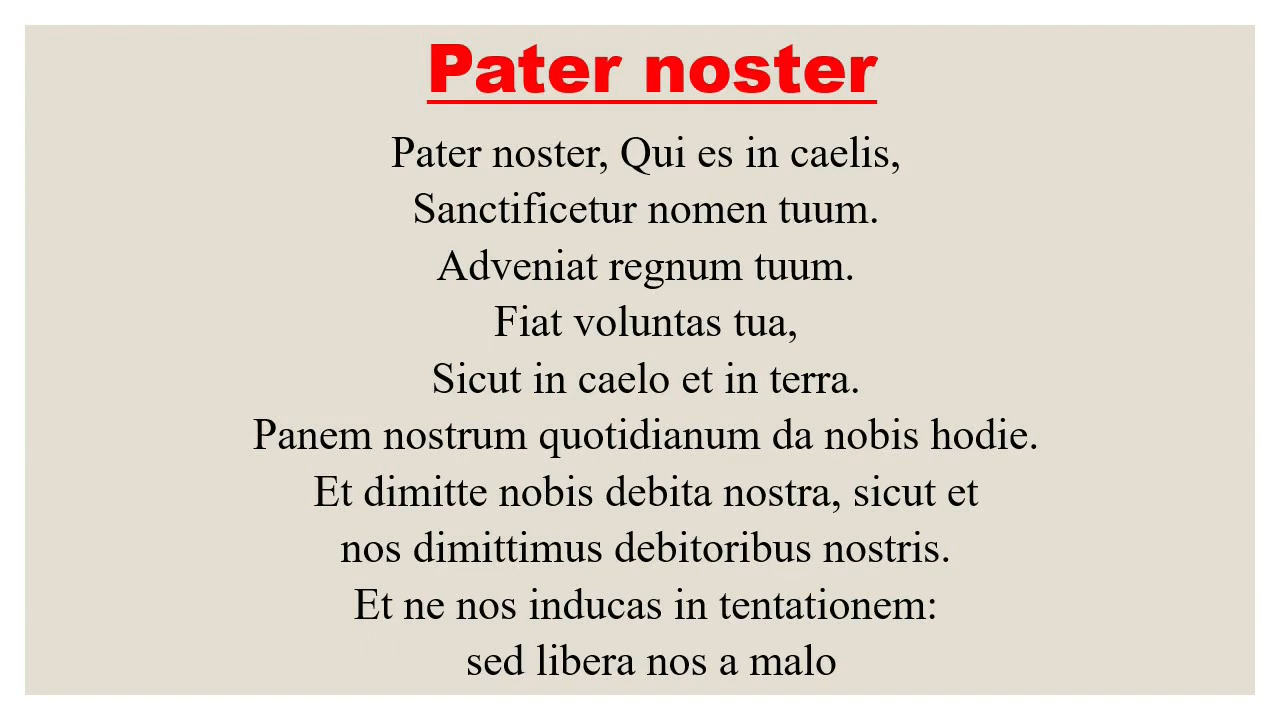 Pater noster
Pater noster, Qui es in caelis,
Sanctificetur nomen tuum.
Adveniat regnum tuum.
Fiat voluntas tua,
Sicut in caelo et in terra.
Panem nostrum quotidianum da nobis hodie.
Et dimitte nobis debita nostra, sicut et
nos dimittimus debitoribus nostris.
Et ne nos inducas in tentationem:
sed libera nos a malo